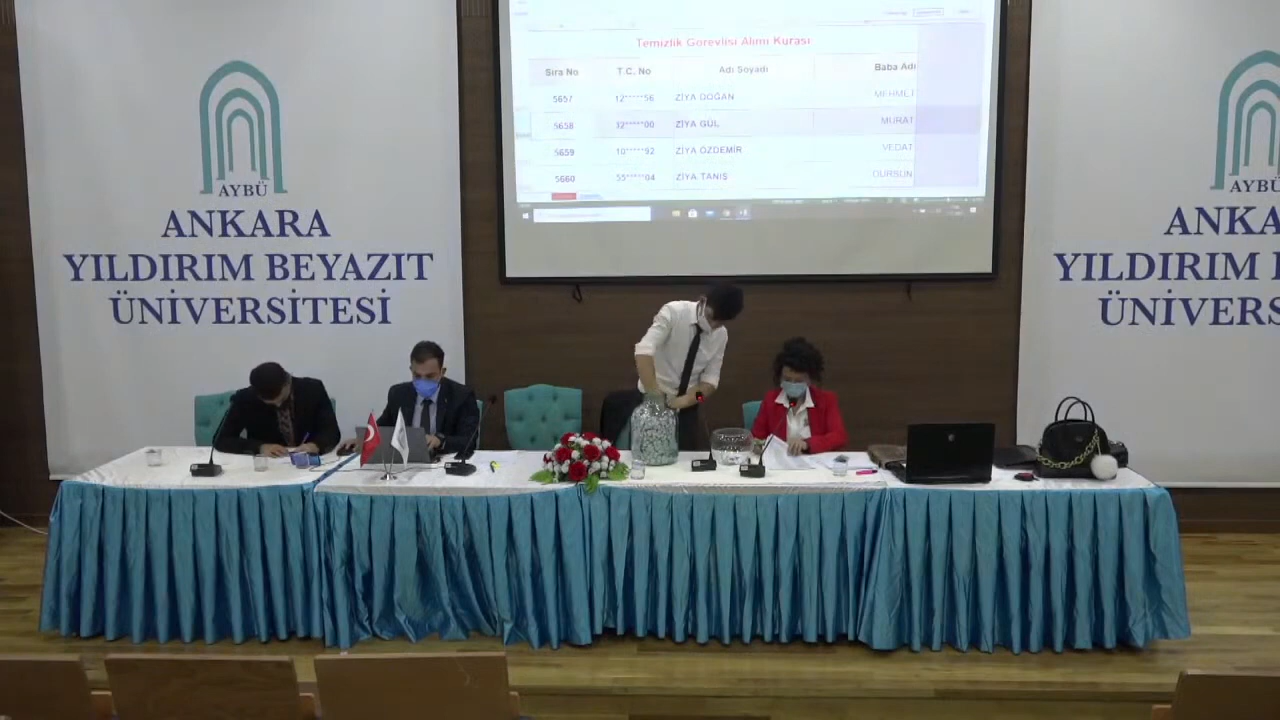 Temizlik Görevlisi Alımı Kurası
Sıra No T.C. No Adı Soyadı Baba Adı
5657 12*****56 ZİYA DOĞAN MEHMET
5658 32*****00 ZİYA GÜL MURAT
5659 10*****92 ZİYA ÖZDEMİR VEDAT
5660 55*****04 ZİYA TANIŞ DURSUN
AYBÜ
ANKARA
YILDIRIM BEYAZIT
ÜNİVERSİTESİ
AYBÜ
ANKA
YILDIRIM
ÜNİVERS